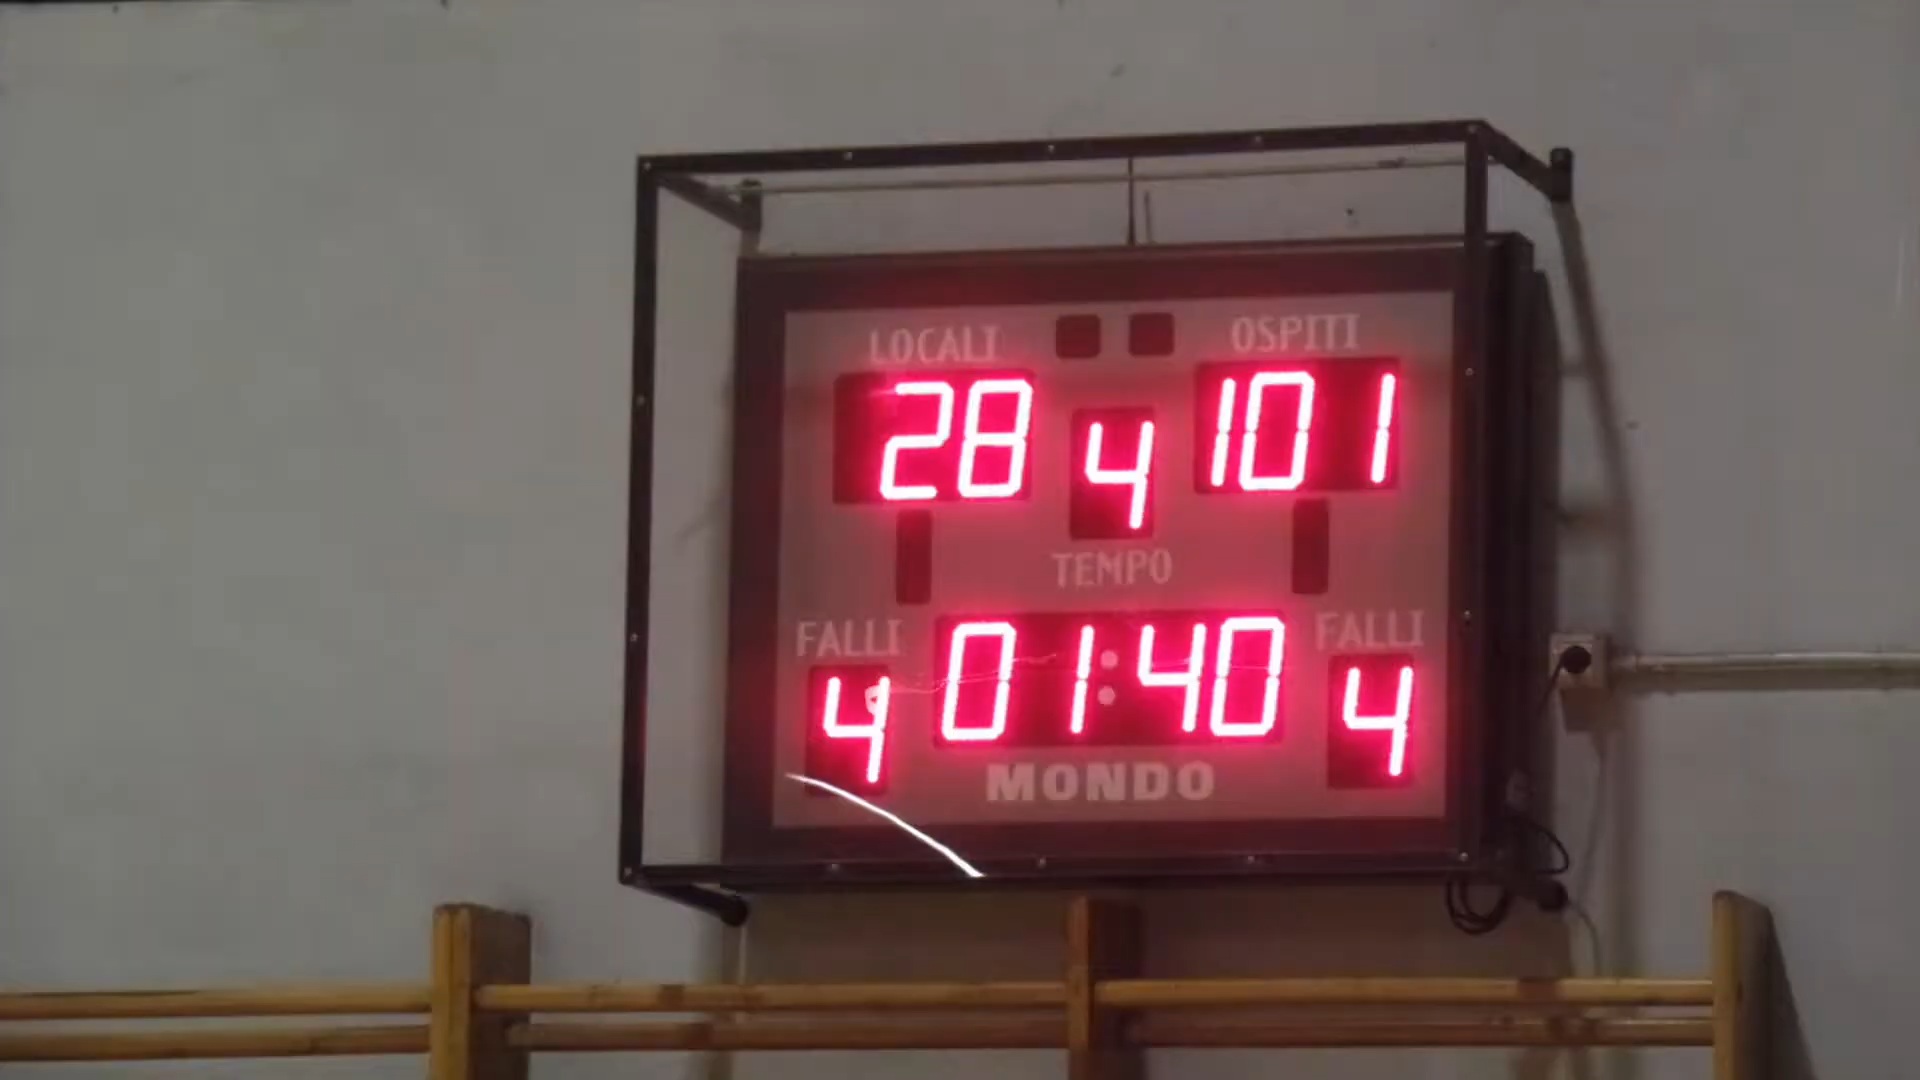 LOCALI OSPITI
28 4 101
TEMPO
FALLI 01:40 FALLI
4 4
MONDO